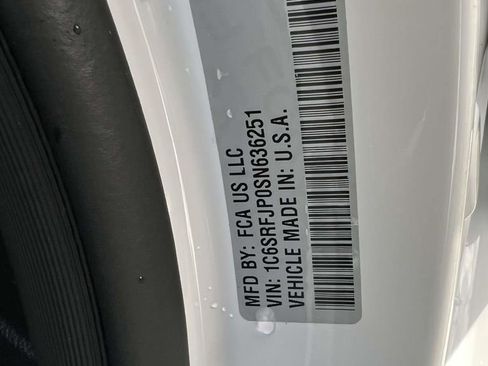 MFD BY: FCA US LLC
VIN: 1C6SRFJP0SN636251
VEHICLE MADE IN: U.S.A.